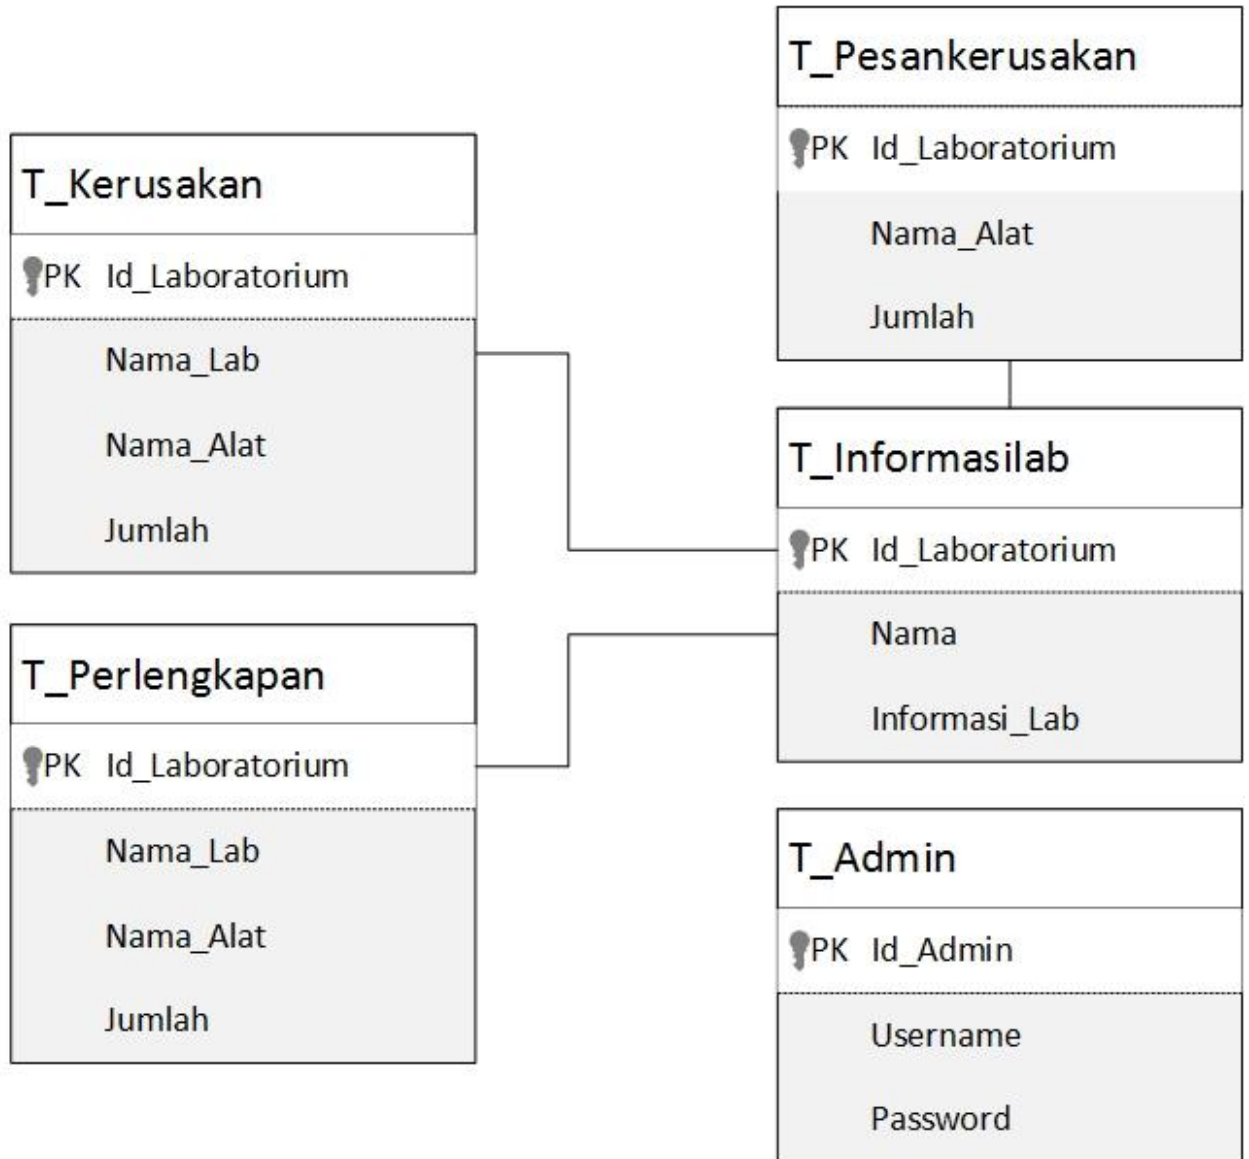 T_Pesankerusakan
PK Id_Laboratorium
Nama_Alat
Jumlah
T_Kerusakan
PK Id_Laboratorium
Nama_Lab
Nama_Alat
Jumlah
T_Informasilab
PK Id_Laboratorium
Nama
Informasi_Lab
T_Perlengkapan
PK Id_Laboratorium
Nama_Lab
Nama_Alat
Jumlah
T_Admin
PK Id_Admin
Username
Password